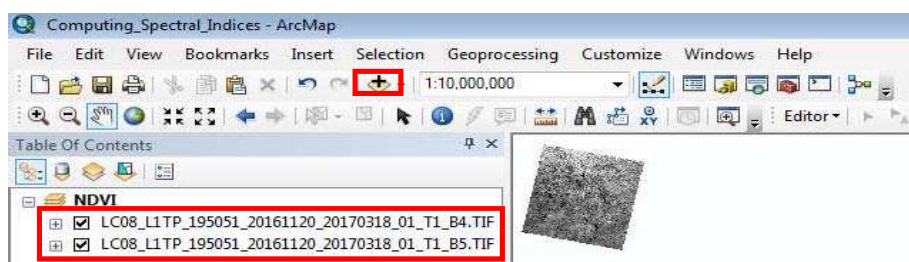 Computing_Spectral_Indices - ArcMap
File Edit View Bookmarks Insert Selection Geoprocessing Customize Windows Help
1:10,000,000
Editor
Table Of Contents
NDVI
LC08_L1TP_195051_20161120_20170318_01_T1_B4.TIF
LC08_L1TP_195051_20161120_20170318_01_T1_B5.TIF